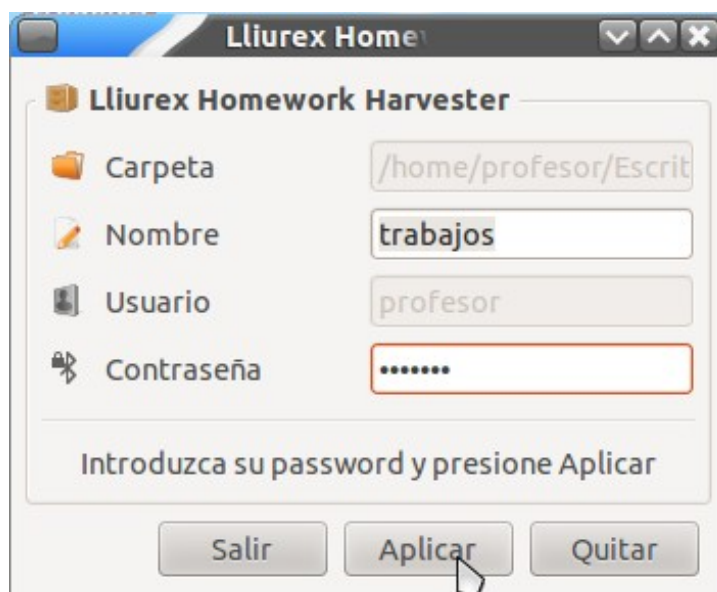 Lliurex Home
Lliurex Homework Harvester
Carpeta /home/profesor/Escrit
Nombre trabajos
Usuario profesor
Contraseña •••••••
Introduzca su password y presione Aplicar
Salir Aplicar Quitar